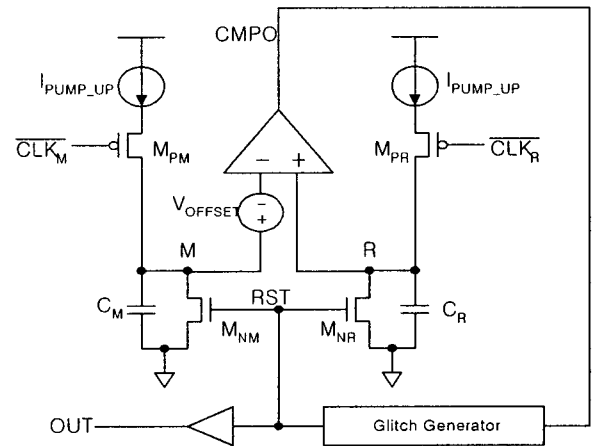 CMPO
I_PUMP_UP
I_PUMP_UP
CLK_M
M_PM
M_PR
CLK_R
− +
V_OFFSET
−
+
M
R
C_M
RST
M_NM
M_NR
C_R
OUT
Glitch Generator